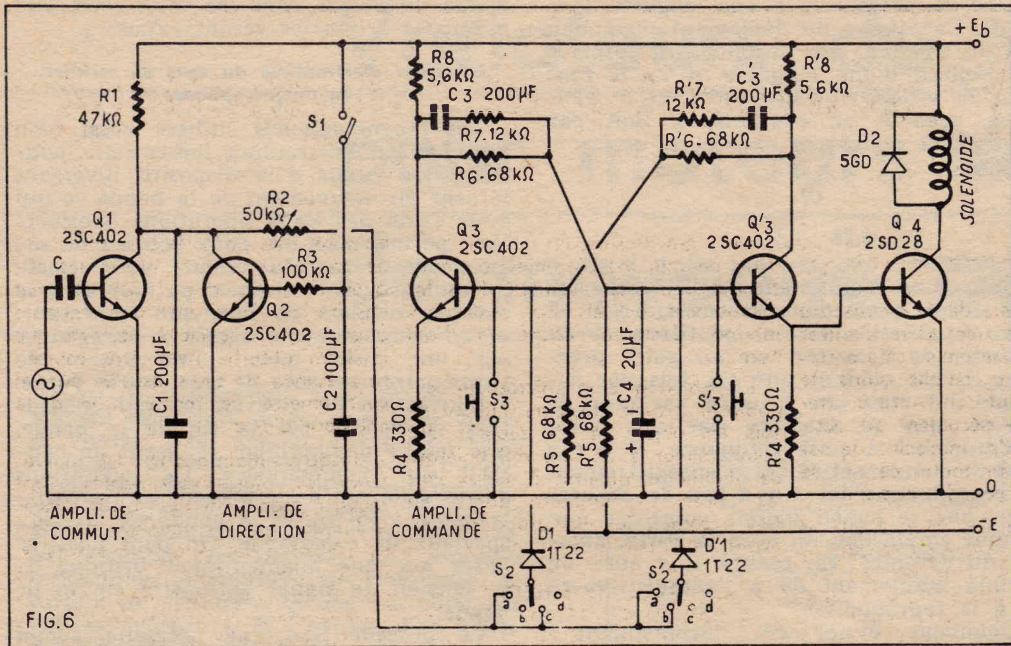 +Eb
R8
5,6kΩ
R'8
5,6kΩ
R1
47kΩ
S1
C3 200µF
R7.12kΩ
R6.68kΩ
R'7
12kΩ
C'3
200µF
R'6.68kΩ
D2
5GD
SOLENOIDE
Q1
2SC402
R2
50kΩ
R3
100kΩ
Q3
2SC402
Q'3
2SC402
Q4
2SD28
C
Q2
2SC402
C1 200µF
C2 100µF
R4 330Ω
S3
R5 68kΩ
R'5 68kΩ
C4 20µF
+
S'3
R'4 330Ω
0
-E
AMPLI. DE
COMMUT.
AMPLI. DE
DIRECTION
AMPLI. DE
COMMANDE
D1
1T22
S2
a
b
c
d
D'1
1T22
S'2
a
b
c
d
FIG.6